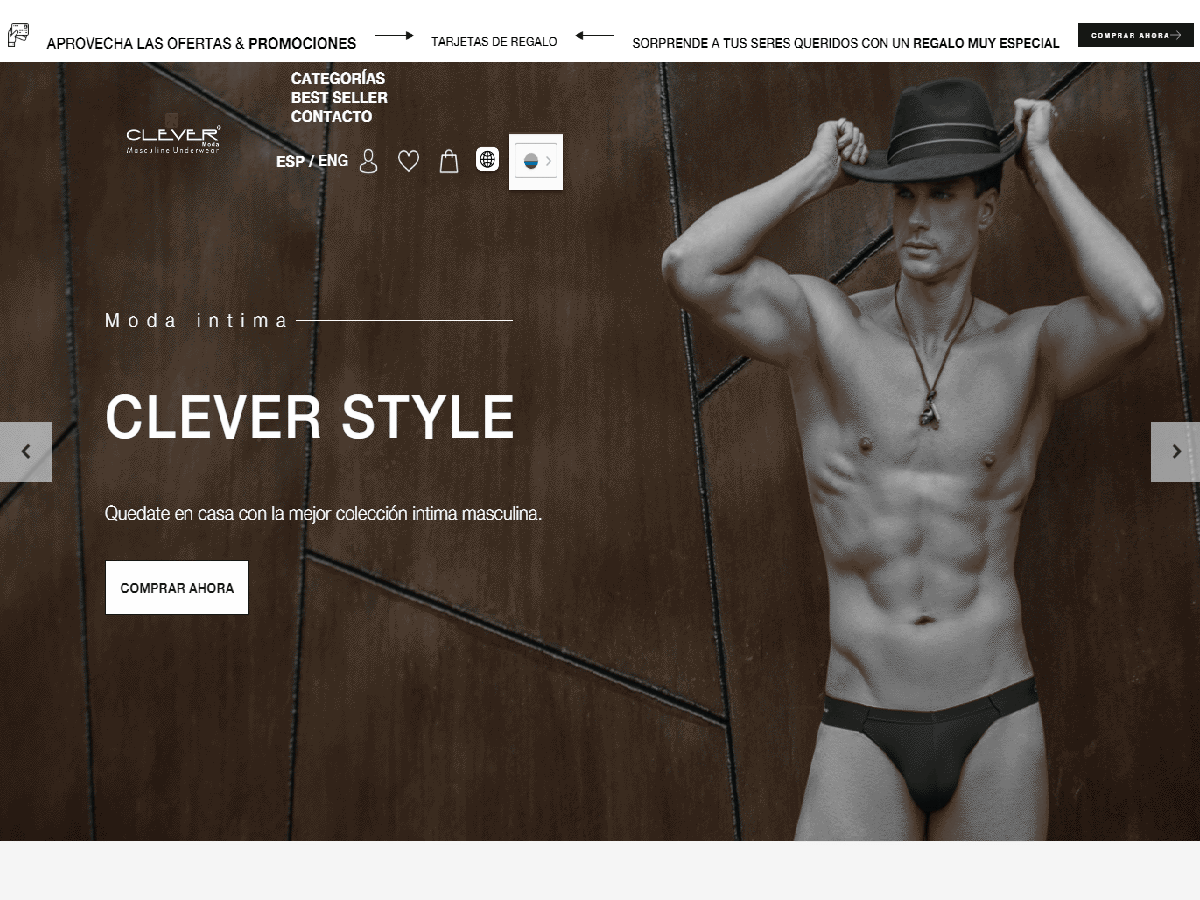 APROVECHA LAS OFERTAS & PROMOCIONES
TARJETAS DE REGALO
SORPRENDE A TUS SERES QUERIDOS CON UN REGALO MUY ESPECIAL
COMPRAR AHORA
CATEGORÍAS
BEST SELLER
CONTACTO
CLEVER
Moda
Masculine Underwear
ESP / ENG
Moda intima
CLEVER STYLE
Quedate en casa con la mejor colección intima masculina.
COMPRAR AHORA